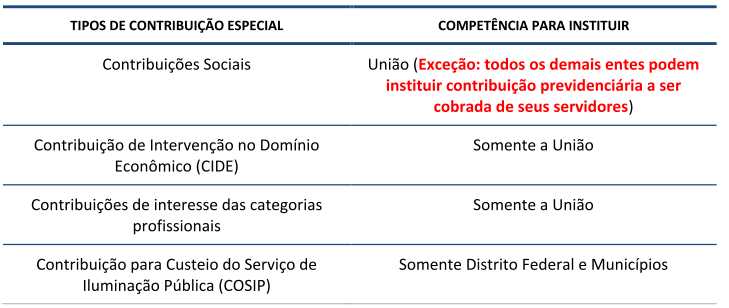 TIPOS DE CONTRIBUIÇÃO ESPECIAL
COMPETÊNCIA PARA INSTITUIR
Contribuições Sociais
União (Exceção: todos os demais entes podem
instituir contribuição previdenciária a ser
cobrada de seus servidores)
Contribuição de Intervenção no Domínio
Econômico (CIDE)
Somente a União
Contribuições de interesse das categorias
profissionais
Somente a União
Contribuição para Custeio do Serviço de
Iluminação Pública (COSIP)
Somente Distrito Federal e Municípios